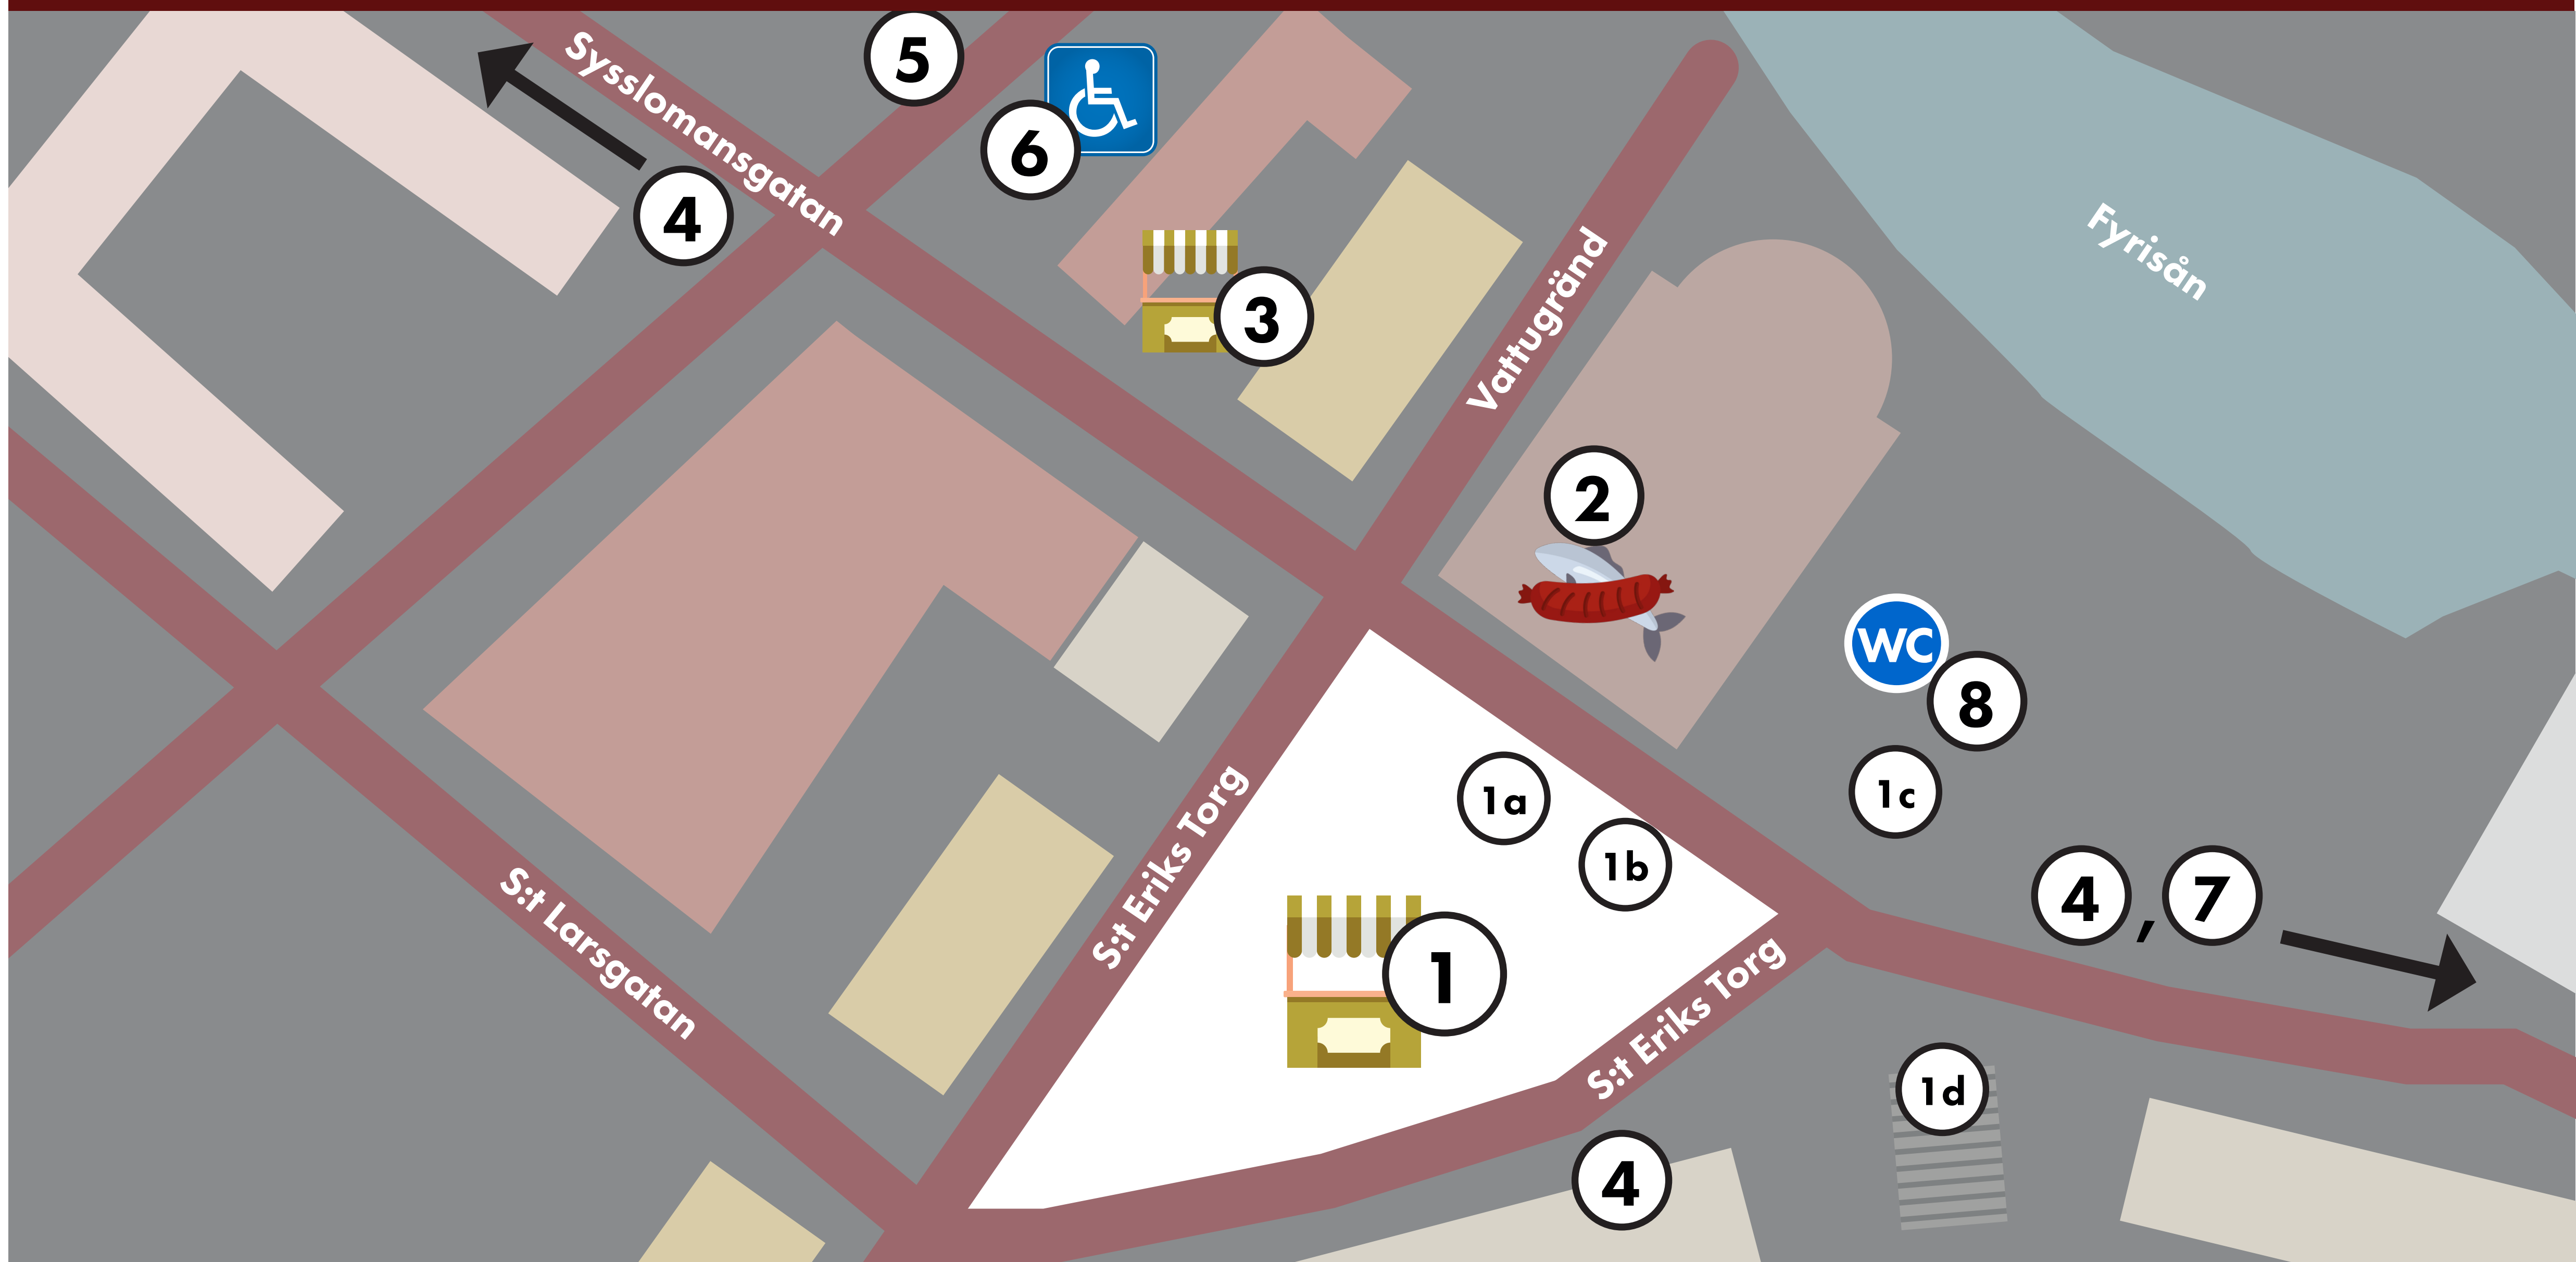 5
Sysslomansgatan
6
4
Fyrisån
3
Vattugränd
2
WC
8
1a
1c
1b
S:t Eriks Torg
4, 7
S:t Larsgatan
1
S:t Eriks Torg
1d
4